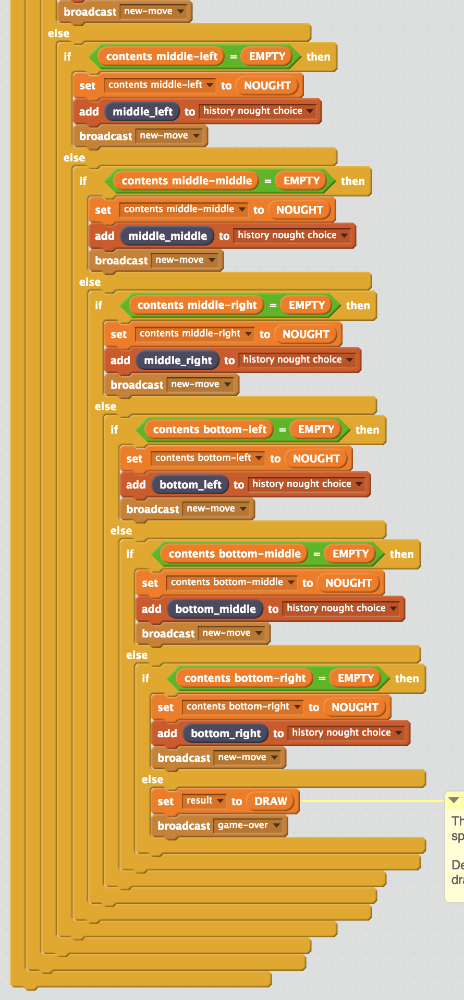 broadcast new-move
else
if contents middle-left = EMPTY then
set contents middle-left to NOUGHT
add middle_left to history nought choice
broadcast new-move
else
if contents middle-middle = EMPTY then
set contents middle-middle to NOUGHT
add middle_middle to history nought choice
broadcast new-move
else
if contents middle-right = EMPTY then
set contents middle-right to NOUGHT
add middle_right to history nought choice
broadcast new-move
else
if contents bottom-left = EMPTY then
set contents bottom-left to NOUGHT
add bottom_left to history nought choice
broadcast new-move
else
if contents bottom-middle = EMPTY then
set contents bottom-middle to NOUGHT
add bottom_middle to history nought choice
broadcast new-move
else
if contents bottom-right = EMPTY then
set contents bottom-right to NOUGHT
add bottom_right to history nought choice
broadcast new-move
else
set result to DRAW
broadcast game-over